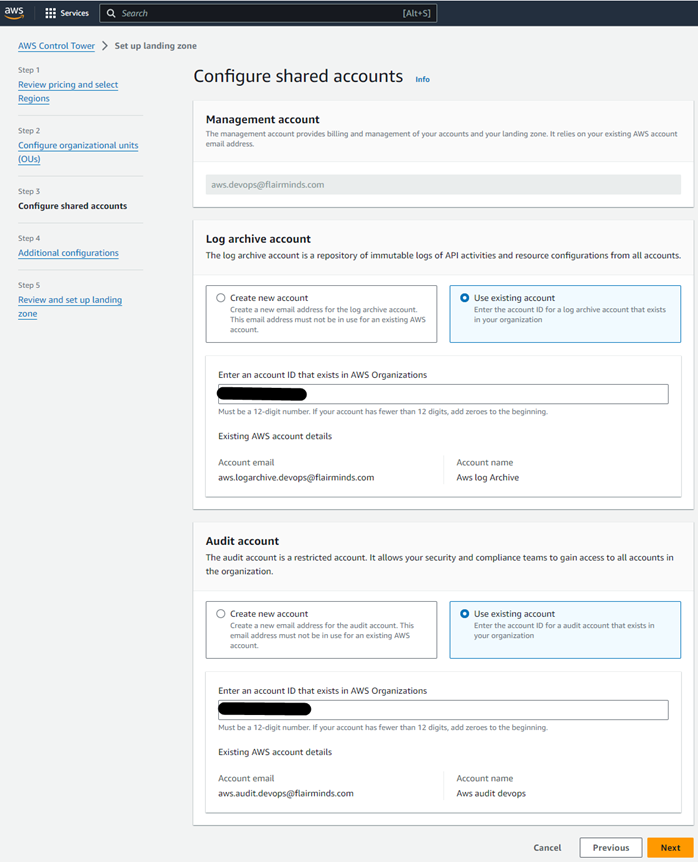 aws
Services
Search
[Alt+S]
AWS Control Tower
Set up landing zone
Step 1
Review pricing and select
Regions
Step 2
Configure organizational units
(OUs)
Step 3
Configure shared accounts
Step 4
Additional configurations
Step 5
Review and set up landing
zone
Configure shared accounts
Info
Management account
The management account provides billing and management of your accounts and your landing zone. It relies on your existing AWS account
email address.
aws.devops@flairminds.com
Log archive account
The log archive account is a repository of immutable logs of API activities and resource configurations from all accounts.
Create new account
Create a new email address for the log archive account.
This email address must not be in use for an existing AWS
account.
Use existing account
Enter the account ID for a log archive account that exists
in your organization
Enter an account ID that exists in AWS Organizations
Must be a 12-digit number. If your account has fewer than 12 digits, add zeroes to the beginning.
Existing AWS account details
Account email
aws.logarchive.devops@flairminds.com
Account name
Aws log Archive
Audit account
The audit account is a restricted account. It allows your security and compliance teams to gain access to all accounts in
the organization.
Create new account
Create a new email address for the audit account. This
email address must not be in use for an existing AWS
account.
Use existing account
Enter the account ID for a audit account that exists in
your organization
Enter an account ID that exists in AWS Organizations
Must be a 12-digit number. If your account has fewer than 12 digits, add zeroes to the beginning.
Existing AWS account details
Account email
aws.audit.devops@flairminds.com
Account name
Aws audit devops
Cancel
Previous
Next